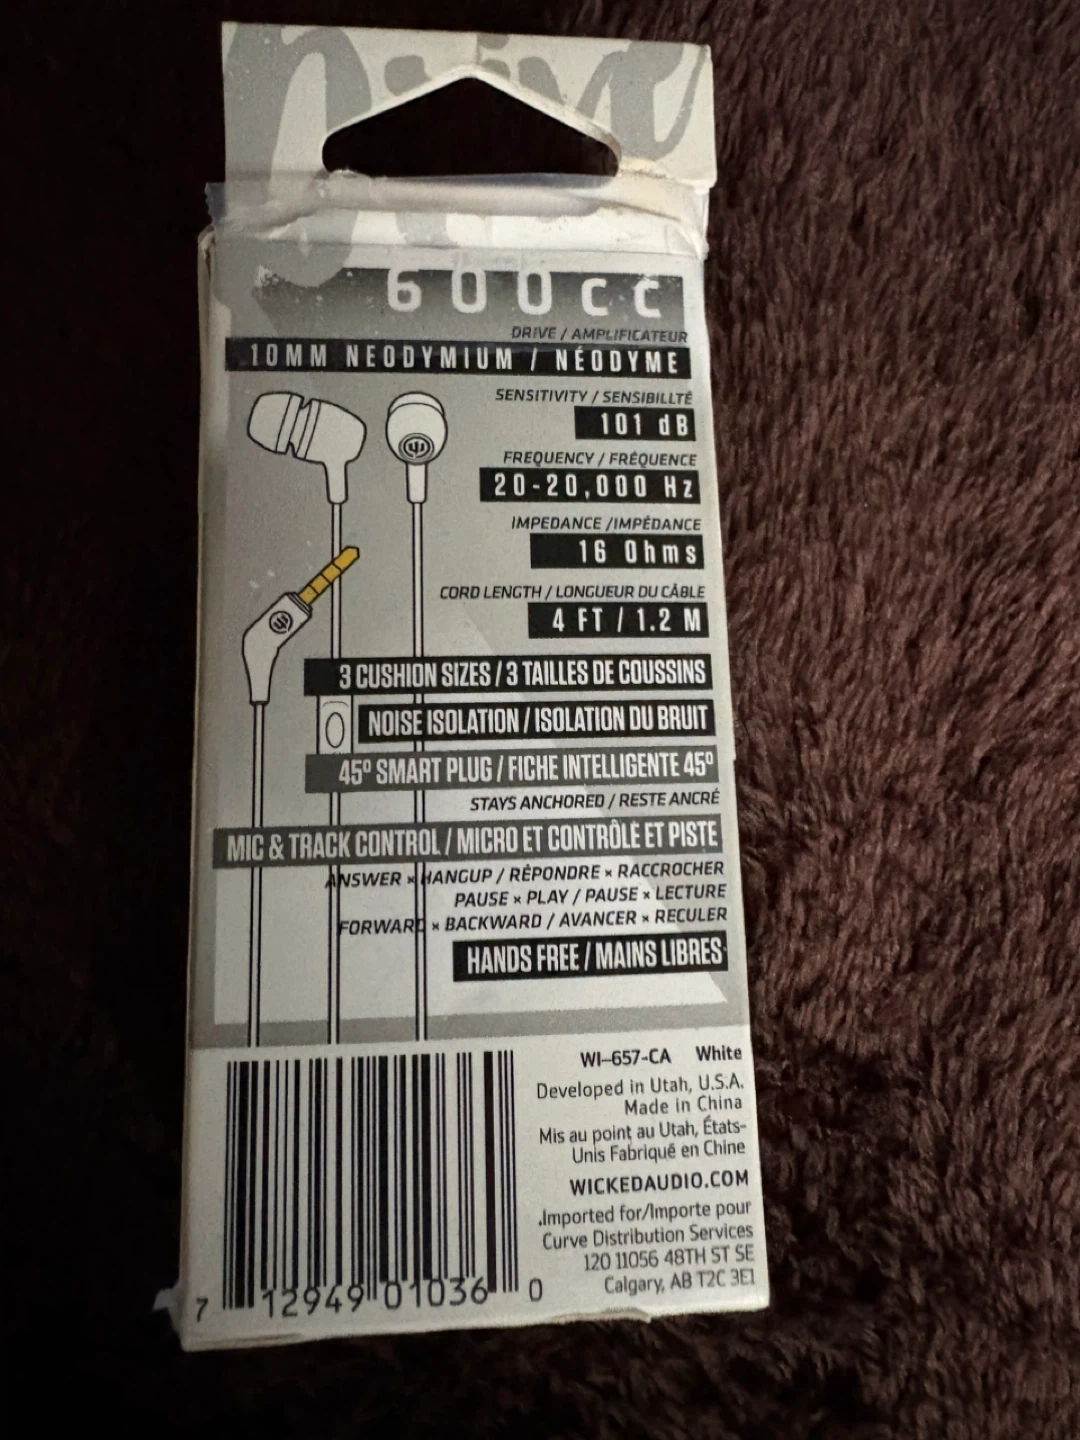 Drive
600cc
DRIVE / AMPLIFICATEUR
10MM NEODYMIUM / NÉODYME
SENSITIVITY / SENSIBILLTÉ
101 dB
FREQUENCY / FRÉQUENCE
20-20,000 Hz
IMPEDANCE /IMPÉDANCE
16 Ohms
CORD LENGTH / LONGUEUR DU CÂBLE
4 FT / 1.2 M
3 CUSHION SIZES / 3 TAILLES DE COUSSINS
NOISE ISOLATION / ISOLATION DU BRUIT
45º SMART PLUG / FICHE INTELLIGENTE 45º
STAYS ANCHORED / RESTE ANCRÉ
MIC & TRACK CONTROL / MICRO ET CONTRÔLE ET PISTE
ANSWER × HANGUP / RÉPONDRE × RACCROCHER
PAUSE × PLAY / PAUSE × LECTURE
FORWARD × BACKWARD / AVANCER × RECULER
HANDS FREE / MAINS LIBRES
WI-657-CA White
Developed in Utah, U.S.A.
Made in China
Mis au point au Utah, États-
Unis Fabriqué en Chine
WICKEDAUDIO.COM
Imported for/Importe pour
Curve Distribution Services
120 11056 48TH ST SE
Calgary, AB T2C 3E1
7 12949 01036 0